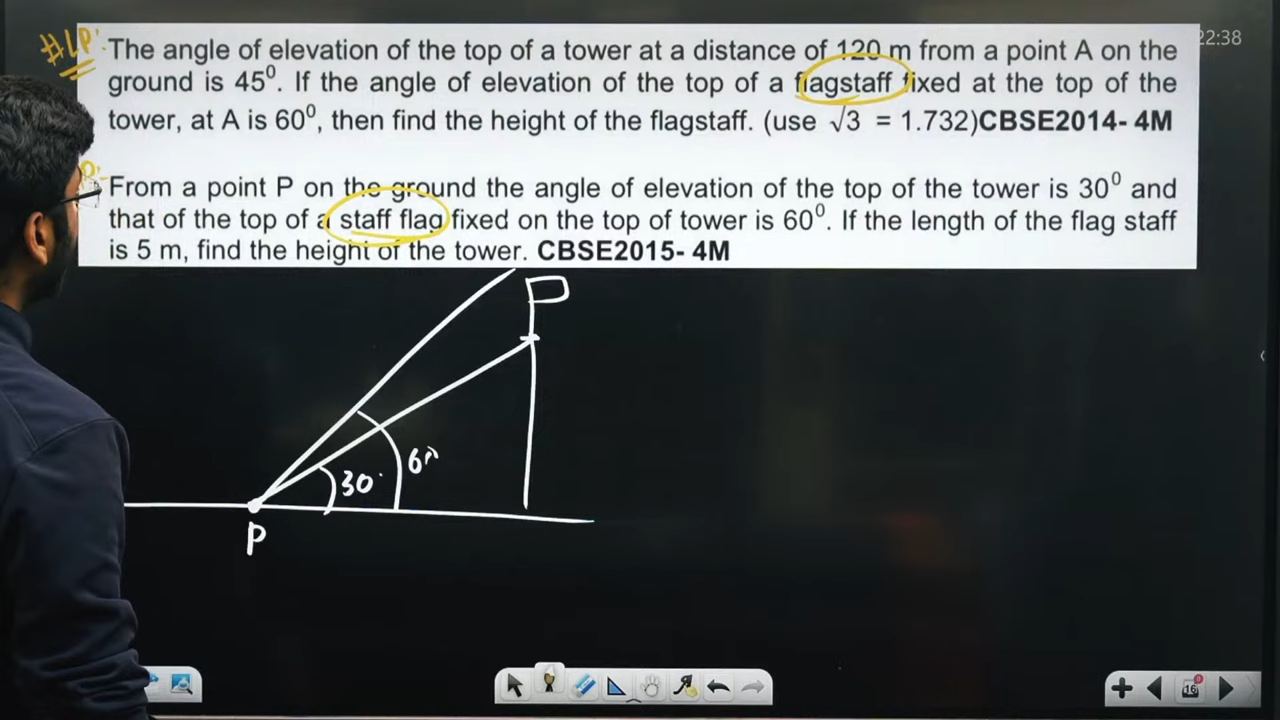 #LP:
22:38
The angle of elevation of the top of a tower at a distance of 120 m from a point A on the
ground is 45⁰. If the angle of elevation of the top of a flagstaff fixed at the top of the
tower, at A is 60⁰, then find the height of the flagstaff. (use √3 = 1.732)CBSE2014- 4M
From a point P on the ground the angle of elevation of the top of the tower is 30⁰ and
that of the top of a staff flag fixed on the top of tower is 60⁰. If the length of the flag staff
is 5 m, find the height of the tower. CBSE2015- 4M
30°
P
16